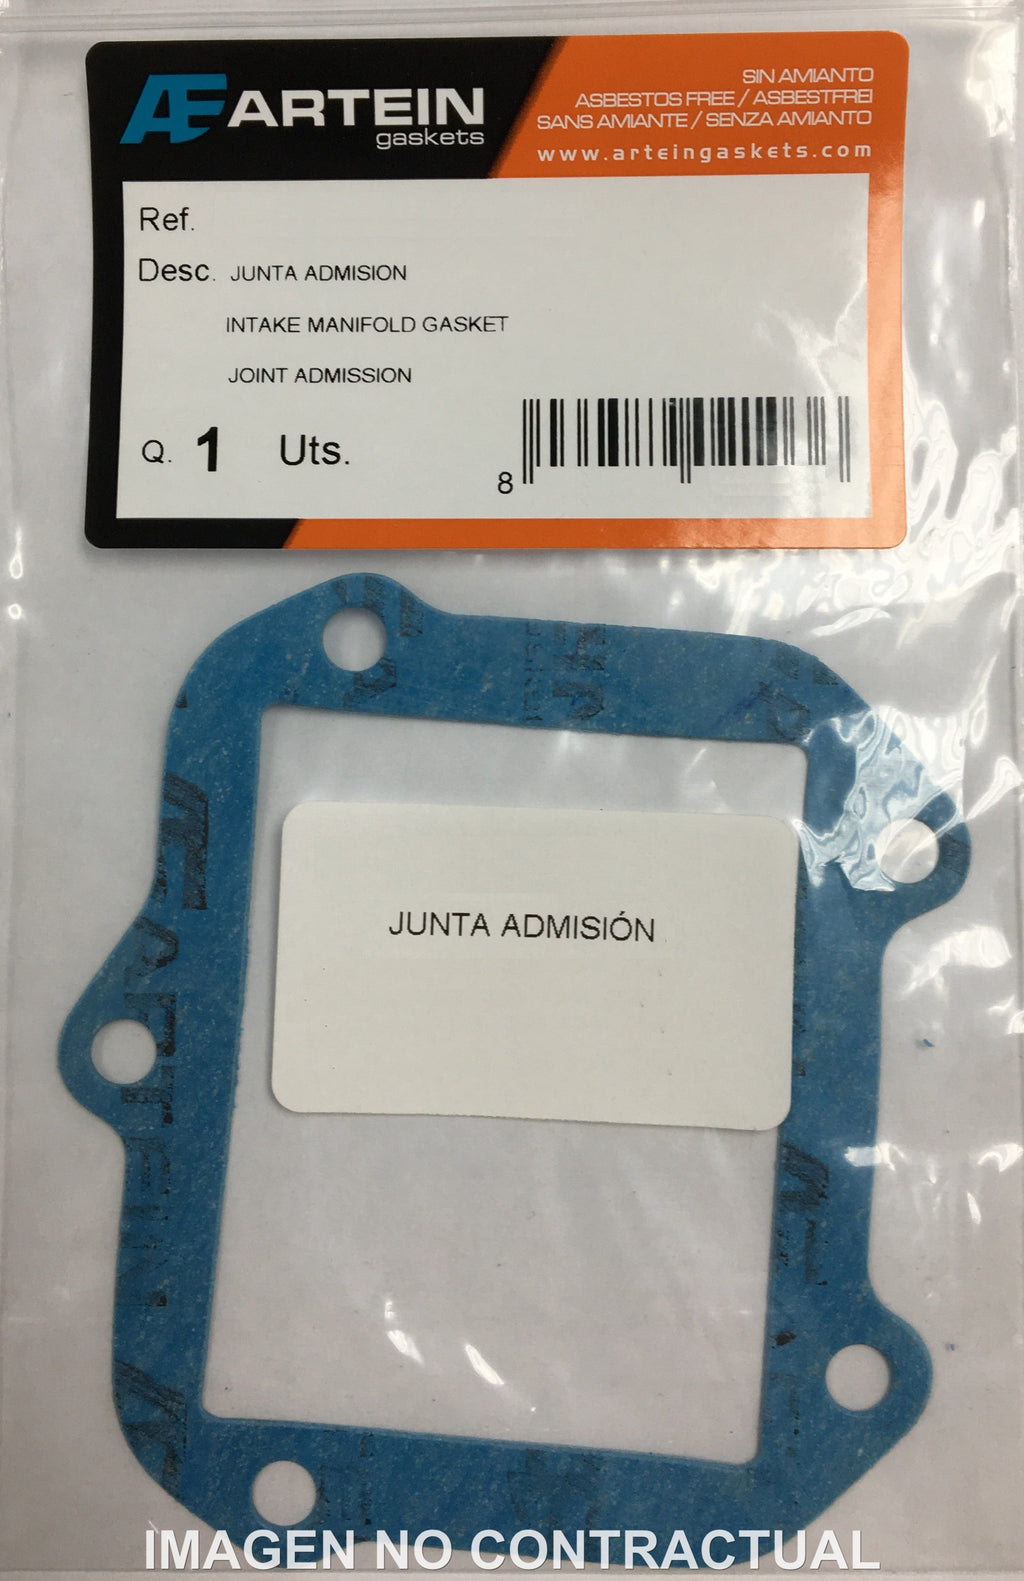 ARTEIN
gaskets
SIN AMIANTO
ASBESTOS FREE / ASBESTFREI
SANS AMIANTE / SENZA AMIANTO
www.arteingaskets.com
Ref.
Desc. JUNTA ADMISION
INTAKE MANIFOLD GASKET
JOINT ADMISSION
Q. 1 Uts.
8
JUNTA ADMISIÓN
ARTEIN
IMAGEN NO CONTRACTUAL